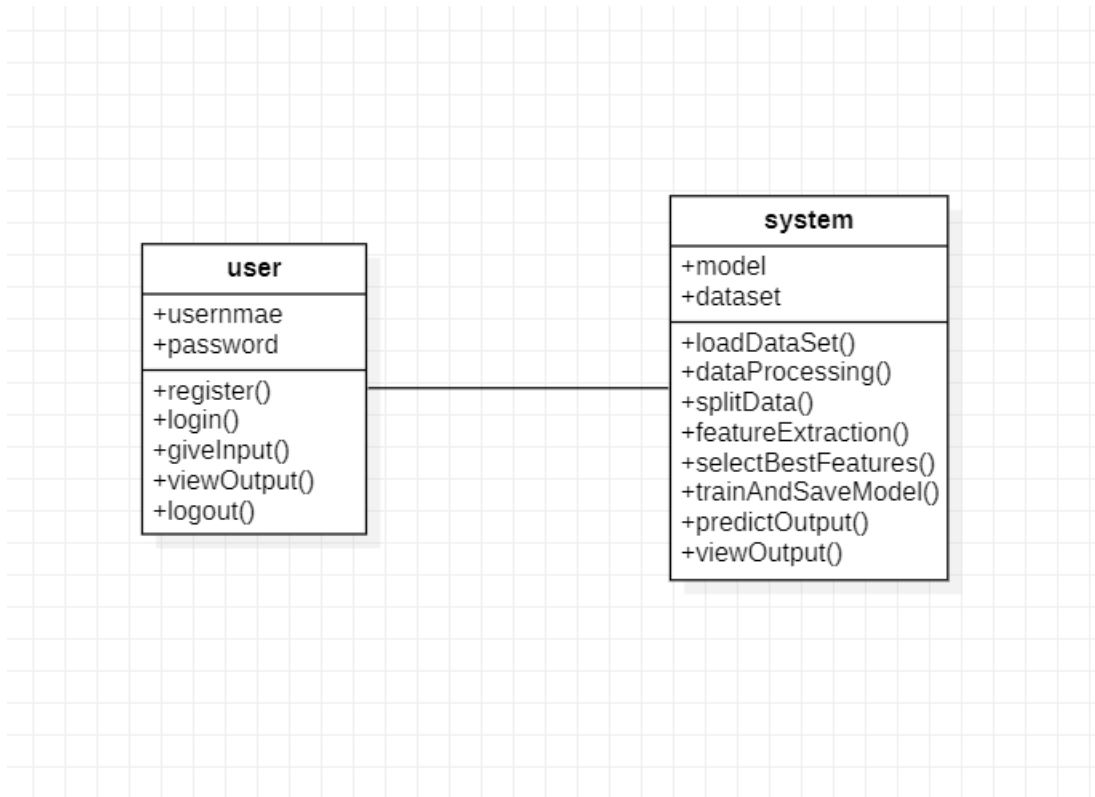 user
+usernmae
+password
+register()
+login()
+giveInput()
+viewOutput()
+logout()
system
+model
+dataset
+loadDataSet()
+dataProcessing()
+splitData()
+featureExtraction()
+selectBestFeatures()
+trainAndSaveModel()
+predictOutput()
+viewOutput()